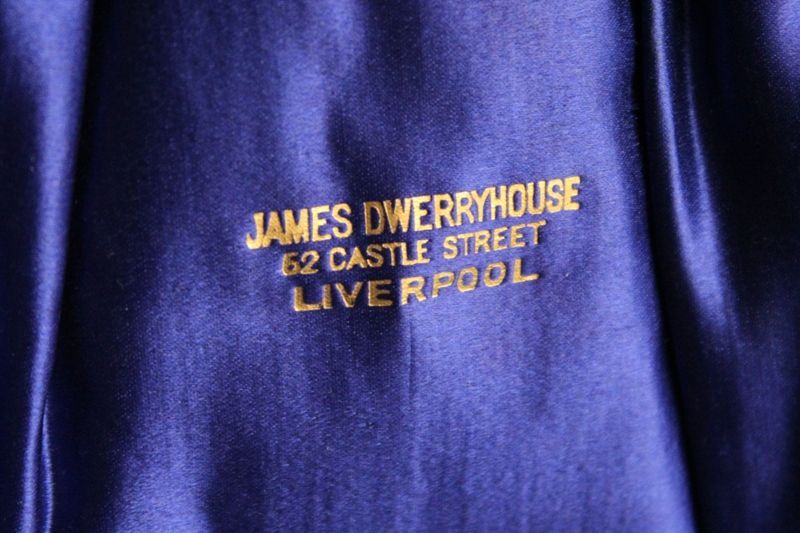 JAMES DWERRYHOUSE
52 CASTLE STREET
LIVERPOOL